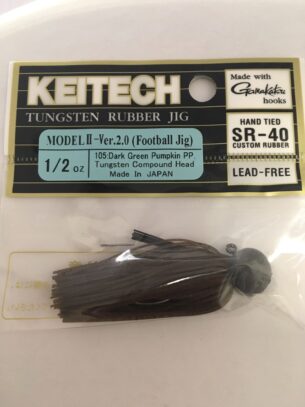 KEITECH
TUNGSTEN RUBBER JIG
Made with
Gamakatsu
hooks
MODEL II-Ver.2.0 (Football Jig)
1/2 oz
105:Dark Green Pumpkin PP.
Tungsten Compound Head
Made In JAPAN
HAND TIED
SR-40
CUSTOM RUBBER
LEAD-FREE